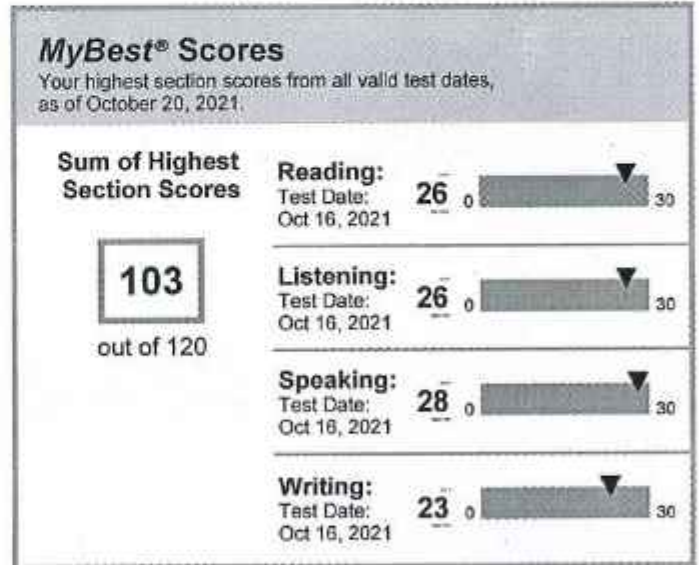 MyBest® Scores
Your highest section scores from all valid test dates,
as of October 20, 2021.
Sum of Highest
Section Scores
103
out of 120
Reading:
Test Date:
Oct 16, 2021
26
0
30
Listening:
Test Date:
Oct 16, 2021
26
0
30
Speaking:
Test Date:
Oct 16, 2021
28
0
30
Writing:
Test Date:
Oct 16, 2021
23
0
30